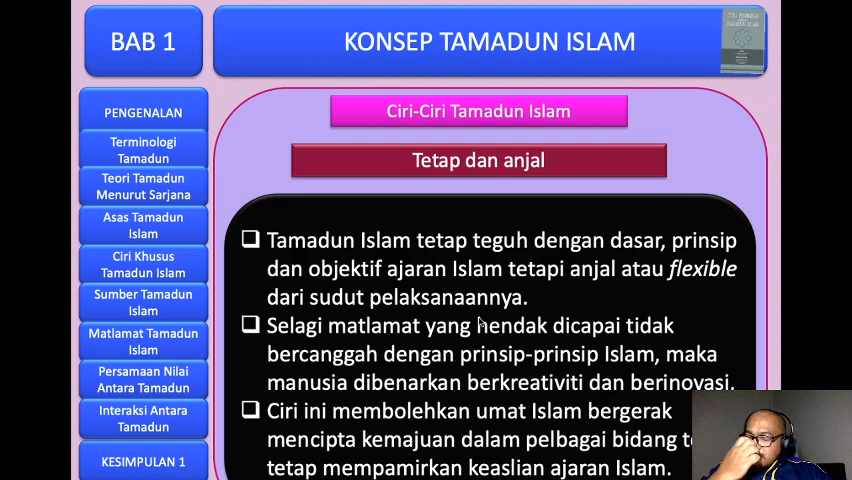 BAB 1
KONSEP TAMADUN ISLAM
PENGENALAN
Terminologi
Tamadun
Teori Tamadun
Menurut Sarjana
Asas Tamadun
Islam
Ciri Khusus
Tamadun Islam
Sumber Tamadun
Islam
Matlamat Tamadun
Islam
Persamaan Nilai
Antara Tamadun
Interaksi Antara
Tamadun
KESIMPULAN 1
Ciri-Ciri Tamadun Islam
Tetap dan anjal
❑ Tamadun Islam tetap teguh dengan dasar, prinsip
dan objektif ajaran Islam tetapi anjal atau flexible
dari sudut pelaksanaannya.
❑ Selagi matlamat yang hendak dicapai tidak
bercanggah dengan prinsip-prinsip Islam, maka
manusia dibenarkan berkreativiti dan berinovasi.
❑ Ciri ini membolehkan umat Islam bergerak
mencipta kemajuan dalam pelbagai bidang
tetap mempamirkan keaslian ajaran Islam.